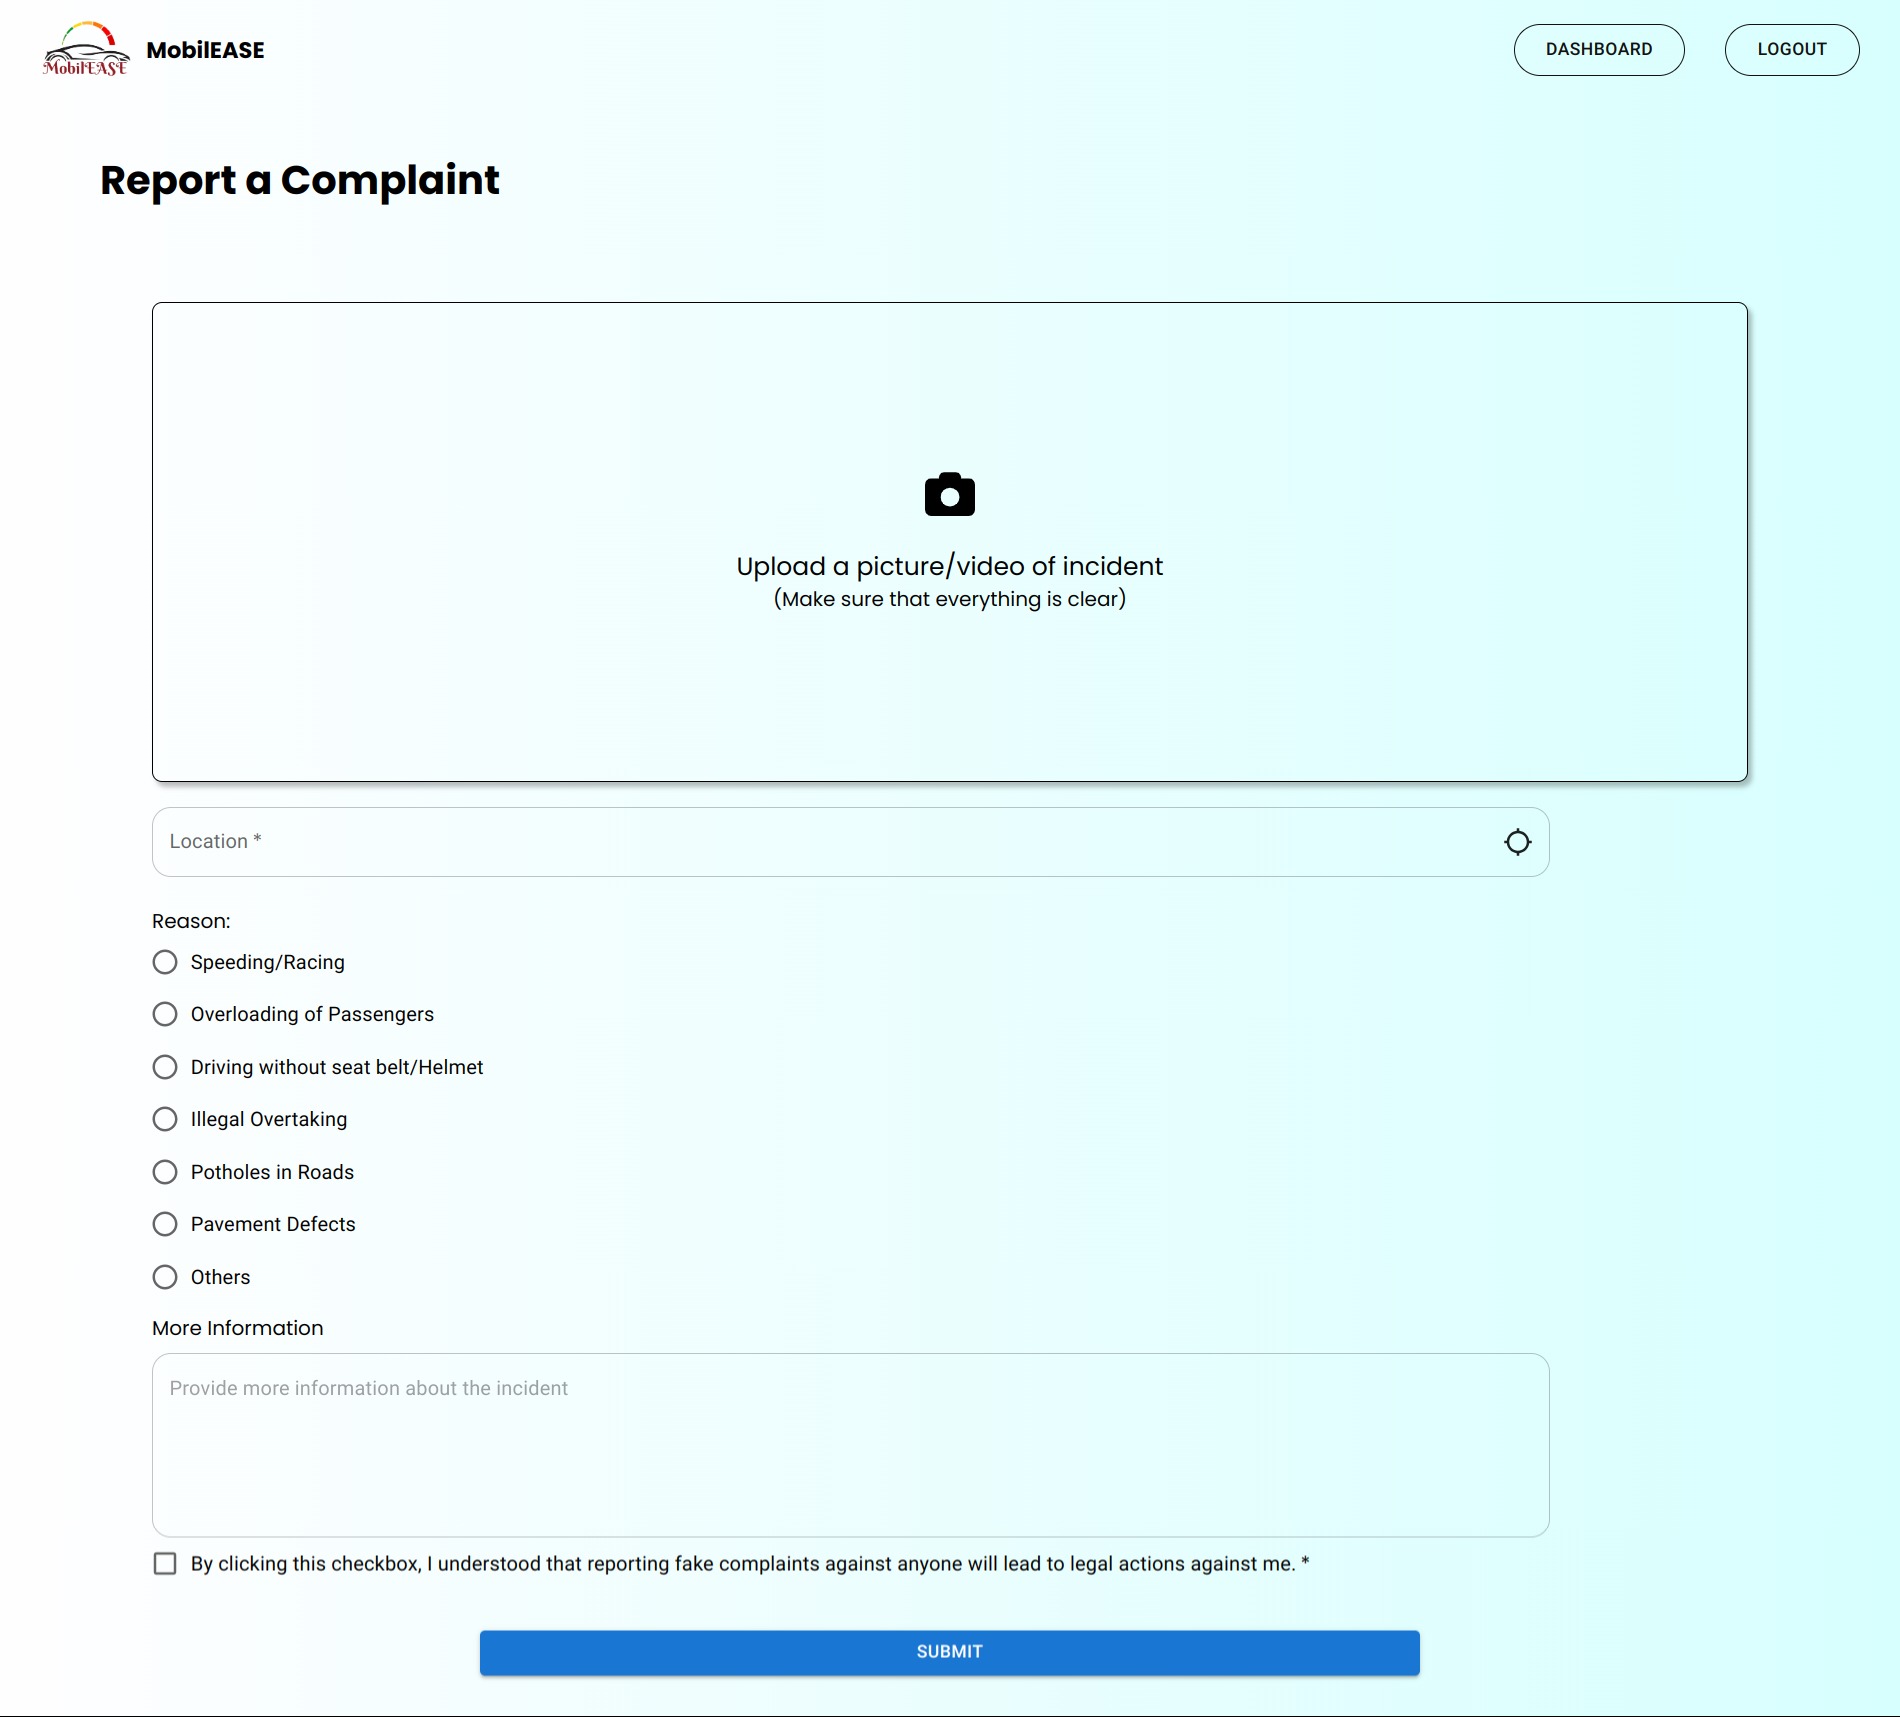 MobilEASE
MobilEASE
DASHBOARD
LOGOUT
Report a Complaint
Upload a picture/video of incident
(Make sure that everything is clear)
Location *
Reason:
Speeding/Racing
Overloading of Passengers
Driving without seat belt/Helmet
Illegal Overtaking
Potholes in Roads
Pavement Defects
Others
More Information
Provide more information about the incident
By clicking this checkbox, I understood that reporting fake complaints against anyone will lead to legal actions against me. *
SUBMIT